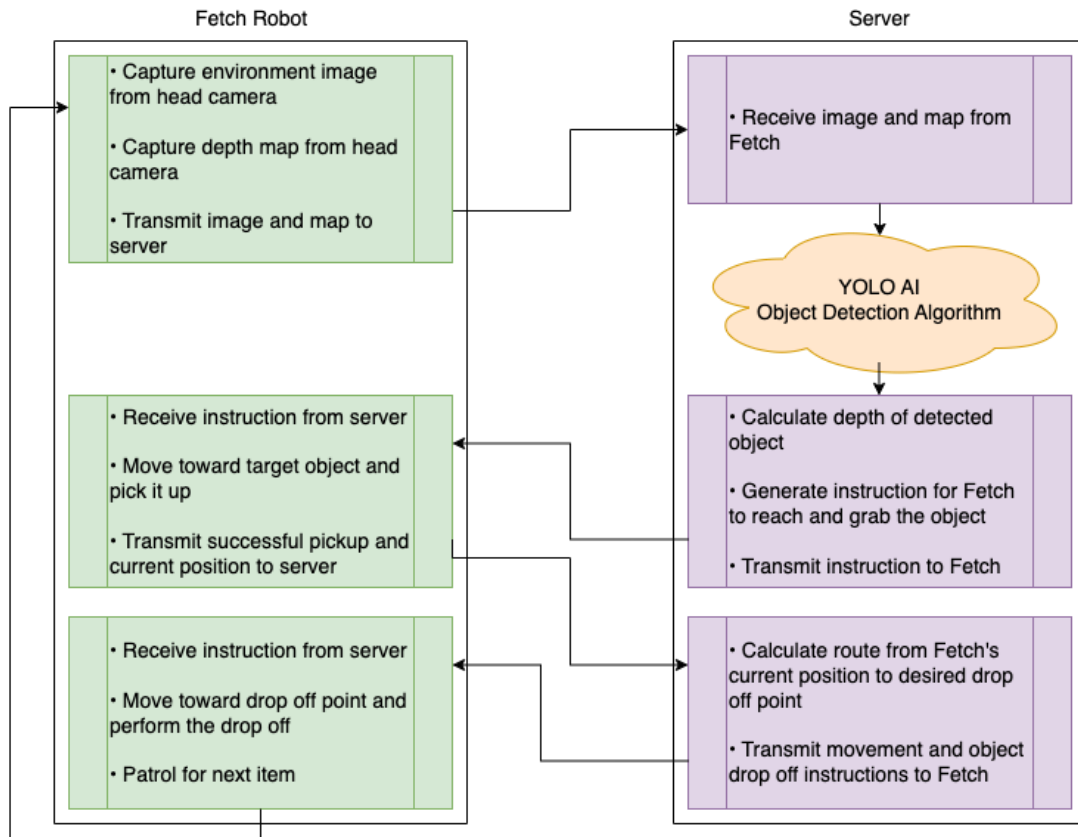 Fetch Robot
• Capture environment image
from head camera
• Capture depth map from head
camera
• Transmit image and map to
server
• Receive instruction from server
• Move toward target object and
pick it up
• Transmit successful pickup and
current position to server
• Receive instruction from server
• Move toward drop off point and
perform the drop off
• Patrol for next item
Server
• Receive image and map from
Fetch
YOLO AI
Object Detection Algorithm
• Calculate depth of detected
object
• Generate instruction for Fetch
to reach and grab the object
• Transmit instruction to Fetch
• Calculate route from Fetch's
current position to desired drop
off point
• Transmit movement and object
drop off instructions to Fetch